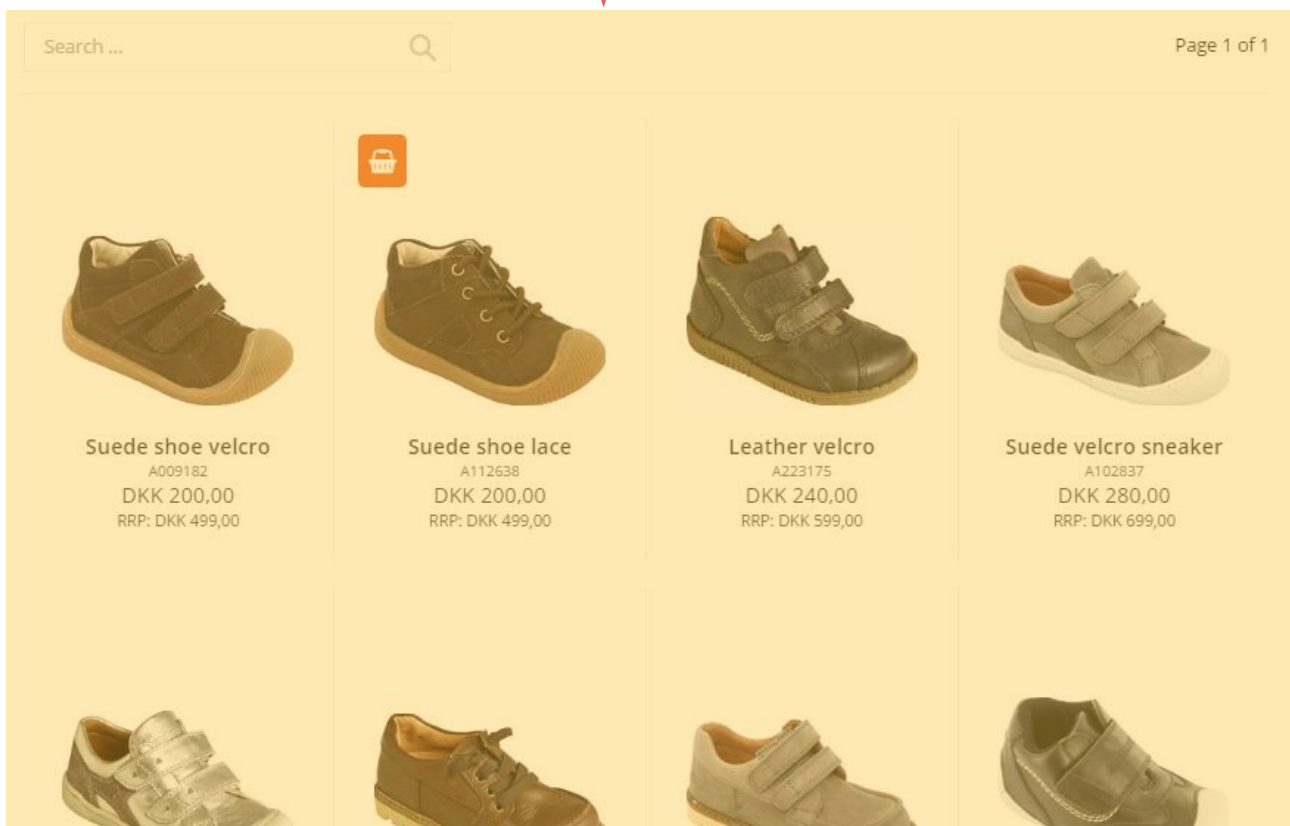 Search ...
Page 1 of 1
Suede shoe velcro
A009182
DKK 200,00
RRP: DKK 499,00
Suede shoe lace
A112638
DKK 200,00
RRP: DKK 499,00
Leather velcro
A223175
DKK 240,00
RRP: DKK 599,00
Suede velcro sneaker
A102837
DKK 280,00
RRP: DKK 699,00